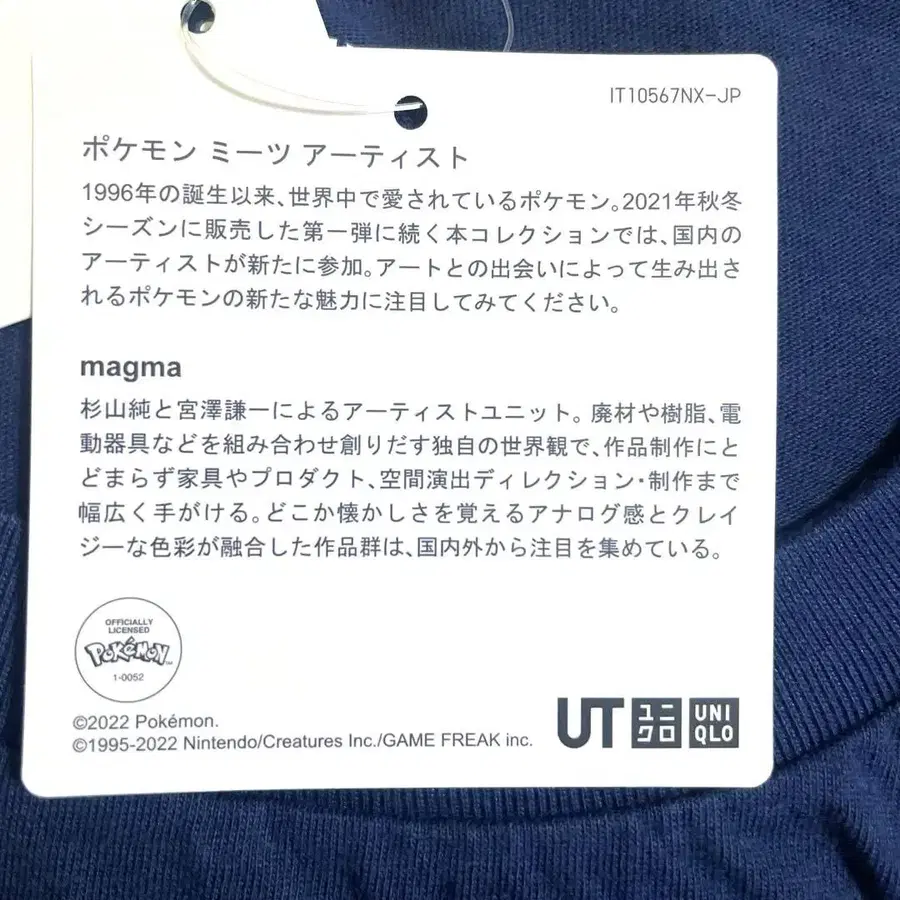 IT10567NX-JP
ポケモン ミーツ アーティスト
1996年の誕生以来、世界中で愛されているポケモン。2021年秋冬
シーズンに販売した第一弾に続く本コレクションでは、国内の
アーティストが新たに参加。アートとの出会いによって生み出さ
れるポケモンの新たな魅力に注目してみてください。
magma
杉山純と宮澤謙一によるアーティストユニット。廃材や樹脂、電
動器具などを組み合わせ創りだす独自の世界観で、作品制作にと
どまらず家具やプロダクト、空間演出ディレクション・制作まで
幅広く手がける。どこか懐かしさを覚えるアナログ感とクレイ
ジーな色彩が融合した作品群は、国内外から注目を集めている。
OFFICIALLY
LICENSED
POKéMON™
1-0052
©2022 Pokémon.
©1995-2022 Nintendo/Creatures Inc./GAME FREAK inc.
UT ユニクロ UNIQLO